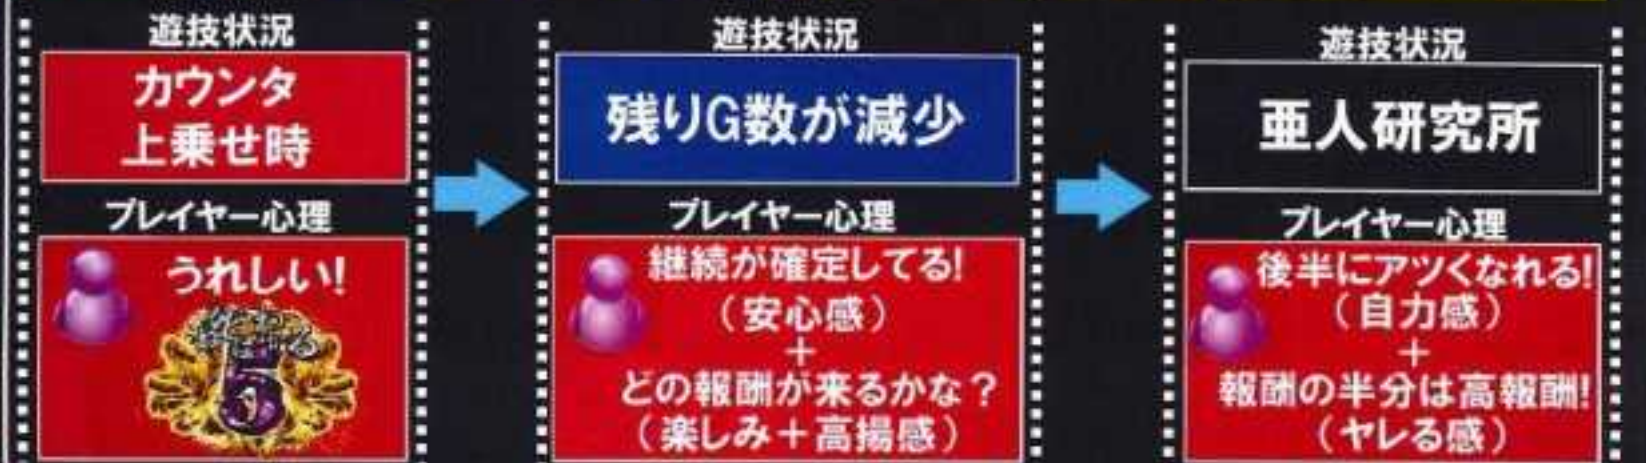 遊技状況
カウンタ
上乗せ時
プレイヤー心理
うれしい!
5
遊技状況
残りG数が減少
プレイヤー心理
継続が確定してる!
(安心感)
+
どの報酬が来るかな?
(楽しみ+高揚感)
遊技状況
亜人研究所
プレイヤー心理
後半にアツくなれる!
(自力感)
+
報酬の半分は高報酬!
(ヤレる感)